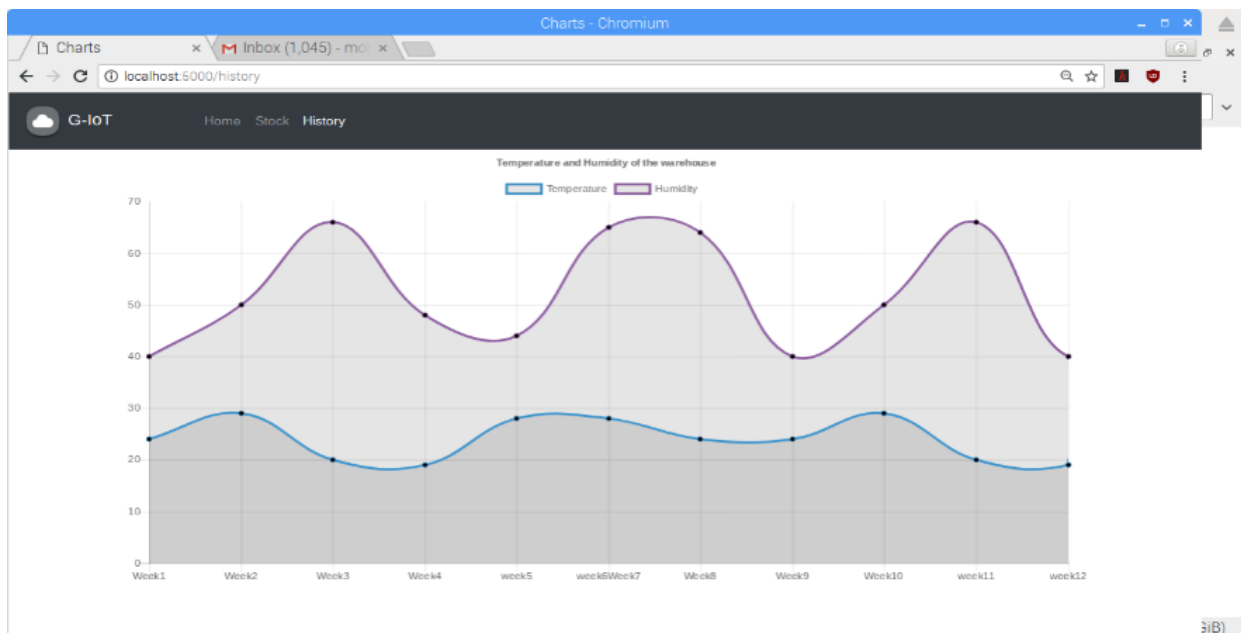 Charts - Chromium
Charts
Inbox (1,045) - mo
localhost:5000/history
G-IoT Home Stock History
Temperature and Humidity of the warehouse
Temperature Humidity
70
60
50
40
30
20
10
0
Week1 Week2 Week3 Week4 week5 week6Week7 Week8 Week9 Week10 week11 week12
GiB)